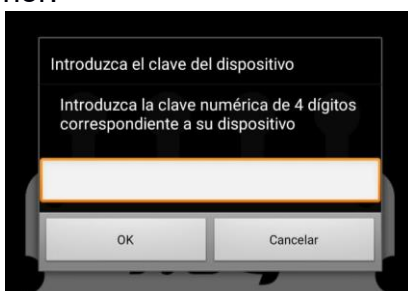 Introduzca el clave del dispositivo
Introduzca la clave numérica de 4 dígitos
correspondiente a su dispositivo
OK
Cancelar